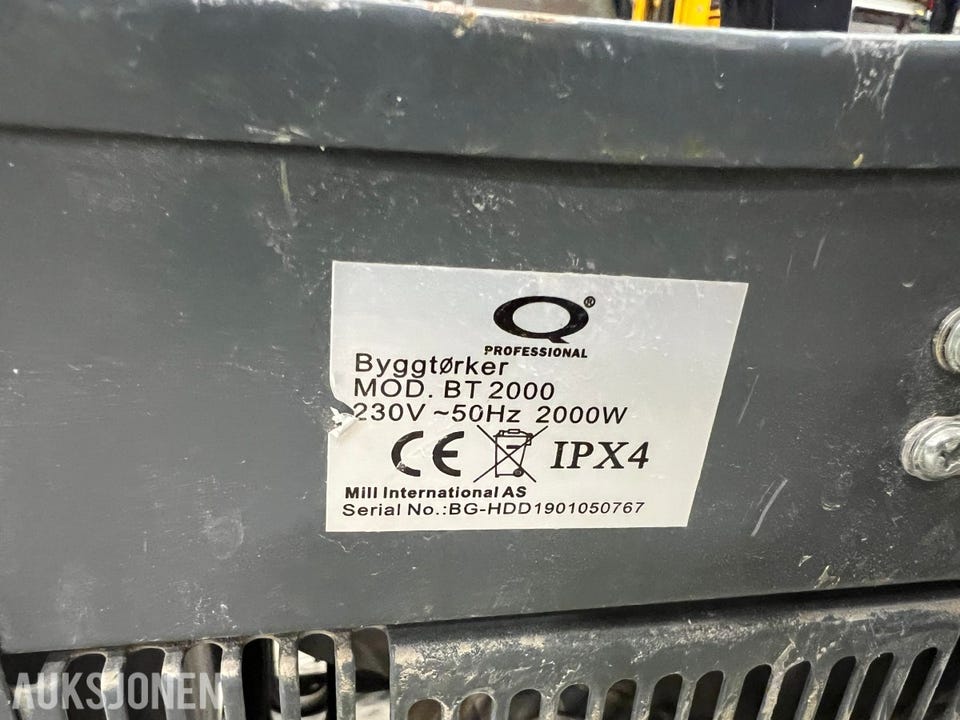 Q®
PROFESSIONAL
Byggtørker
MOD. BT 2000
230V ~50Hz 2000W
CE IPX4
Mill International AS
Serial No.:BG-HDD1901050767
AUKSJONEN